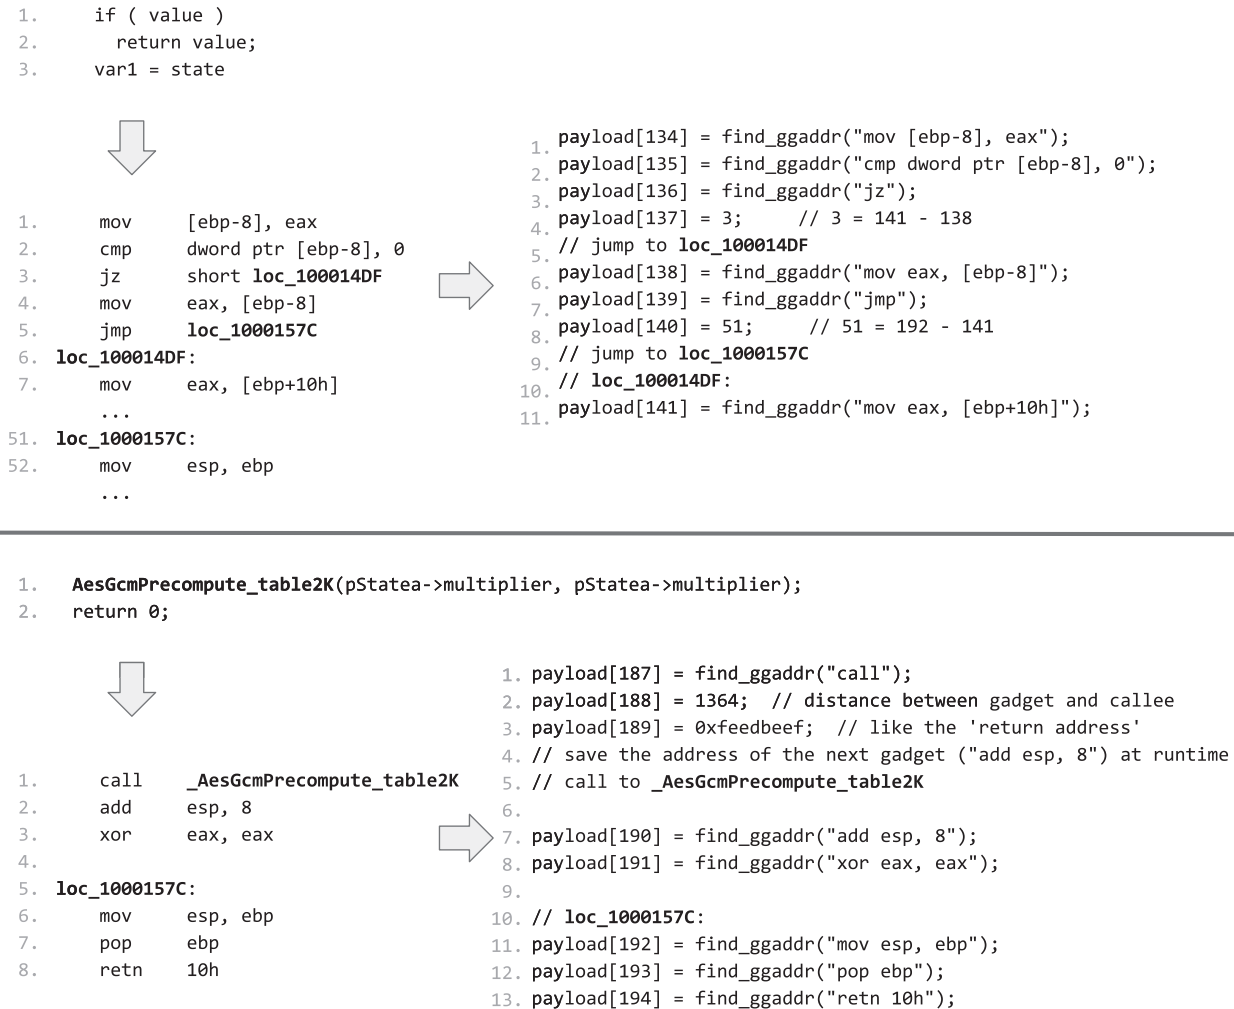 1. if ( value )
2. return value;
3. var1 = state
1. mov [ebp-8], eax
2. cmp dword ptr [ebp-8], 0
3. jz short loc_100014DF
4. mov eax, [ebp-8]
5. jmp loc_1000157C
6. loc_100014DF:
7. mov eax, [ebp+10h]
...
51. loc_1000157C:
52. mov esp, ebp
...
1. payload[134] = find_ggaddr("mov [ebp-8], eax");
2. payload[135] = find_ggaddr("cmp dword ptr [ebp-8], 0");
3. payload[136] = find_ggaddr("jz");
4. payload[137] = 3; // 3 = 141 - 138
5. // jump to loc_100014DF
6. payload[138] = find_ggaddr("mov eax, [ebp-8]");
7. payload[139] = find_ggaddr("jmp");
8. payload[140] = 51; // 51 = 192 - 141
9. // jump to loc_1000157C
10. // loc_100014DF:
11. payload[141] = find_ggaddr("mov eax, [ebp+10h]");
1. AesGcmPrecompute_table2K(pStatea->multiplier, pStatea->multiplier);
2. return 0;
1. call _AesGcmPrecompute_table2K
2. add esp, 8
3. xor eax, eax
4.
5. loc_1000157C:
6. mov esp, ebp
7. pop ebp
8. retn 10h
1. payload[187] = find_ggaddr("call");
2. payload[188] = 1364; // distance between gadget and callee
3. payload[189] = 0xfeedbeef; // like the 'return address'
4. // save the address of the next gadget ("add esp, 8") at runtime
5. // call to _AesGcmPrecompute_table2K
6.
7. payload[190] = find_ggaddr("add esp, 8");
8. payload[191] = find_ggaddr("xor eax, eax");
9.
10. // loc_1000157C:
11. payload[192] = find_ggaddr("mov esp, ebp");
12. payload[193] = find_ggaddr("pop ebp");
13. payload[194] = find_ggaddr("retn 10h");